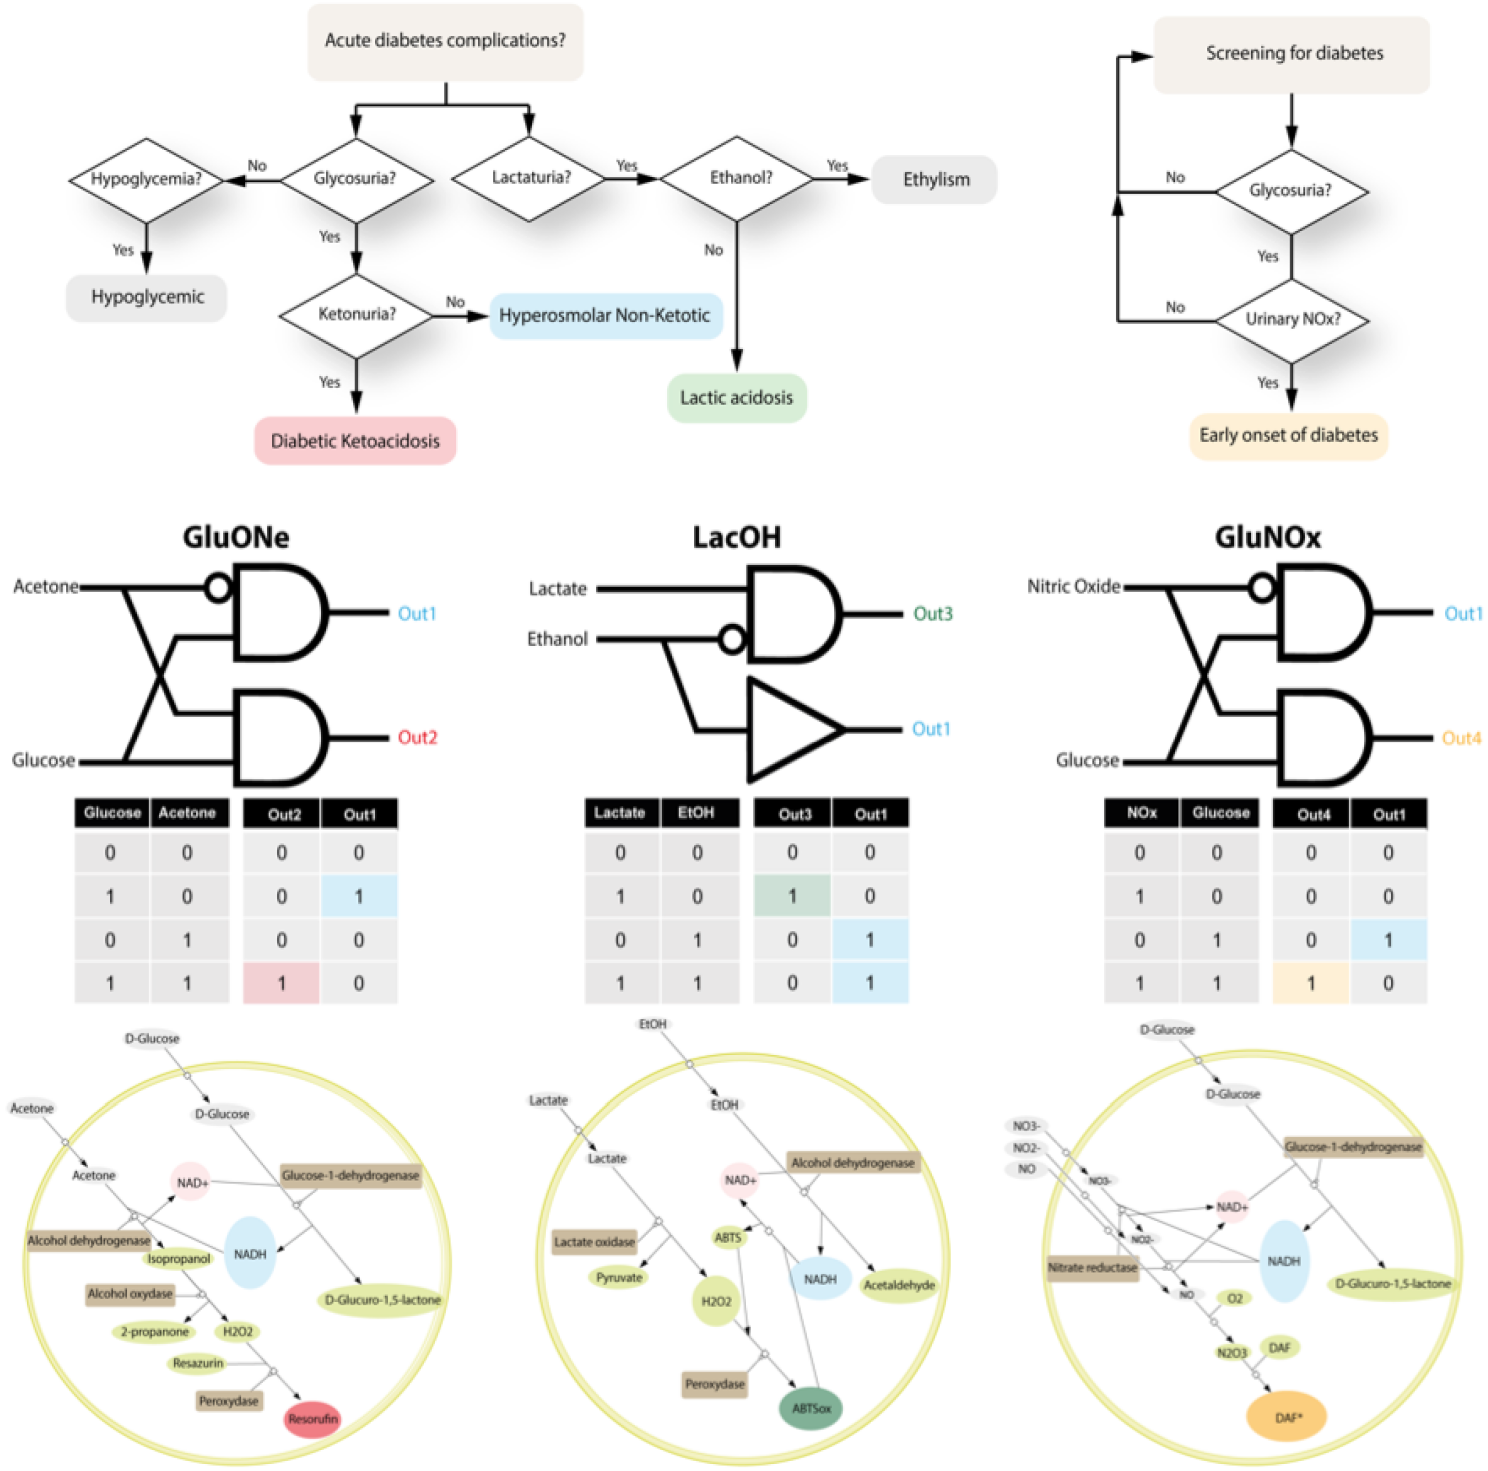 Acute diabetes complications?
Screening for diabetes
Hypoglycemia?
No
Glycosuria?
Lactaturia?
Yes
Ethanol?
Yes
Ethylism
No
Glycosuria?
Yes
Yes
No
Yes
Hypoglycemic
Ketonuria?
No
Hyperosmolar Non-Ketotic
No
Urinary NOx?
Yes
Yes
Lactic acidosis
Diabetic Ketoacidosis
Early onset of diabetes
GluONe
Acetone
Out1
Out2
Glucose
LacOH
Lactate
Ethanol
Out3
Out1
GluNOx
Nitric Oxide
Out1
Out4
Glucose
Glucose Acetone Out2 Out1
0 0 0 0
1 0 0 1
0 1 0 0
1 1 1 0
Lactate EtOH Out3 Out1
0 0 0 0
1 0 1 0
0 1 0 1
1 1 0 1
NOx Glucose Out4 Out1
0 0 0 0
1 0 0 0
0 1 0 1
1 1 1 0
D-Glucose
Acetone
D-Glucose
Acetone
NAD+
Glucose-1-dehydrogenase
Alcohol dehydrogenase
Isopropanol
NADH
Alcohol oxydase
D-Glucuro-1,5-lactone
2-propanone
H2O2
Resazurin
Peroxydase
Resorufin
EtOH
Lactate
EtOH
Lactate
NAD+
Alcohol dehydrogenase
Lactate oxidase
ABTS
Pyruvate
NADH
Acetaldehyde
H2O2
Peroxydase
ABTSox
D-Glucose
D-Glucose
NO3-
NO2-
NO
Glucose-1-dehydrogenase
NO3-
NAD+
NO2-
Nitrate reductase
NADH
D-Glucuro-1,5-lactone
NO
O2
N2O3
DAF
DAF*